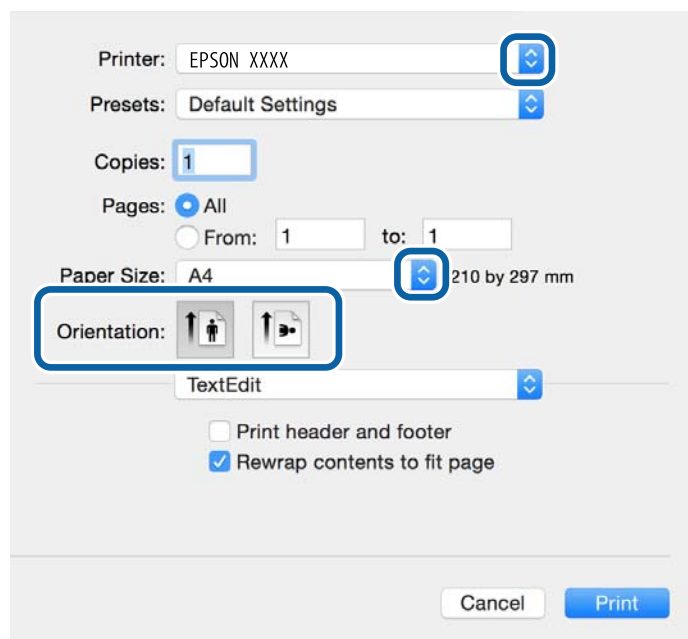 Printer: EPSON XXXX
Presets: Default Settings
Copies: 1
Pages: All
From: 1 to: 1
Paper Size: A4 210 by 297 mm
Orientation:
TextEdit
Print header and footer
Rewrap contents to fit page
Cancel Print